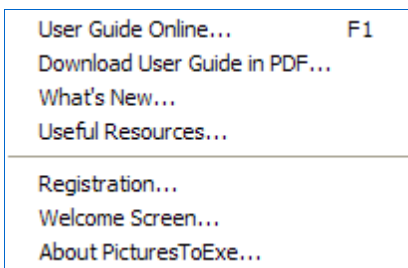 User Guide Online... F1
Download User Guide in PDF...
What's New...
Useful Resources...
Registration...
Welcome Screen...
About PicturesToExe...